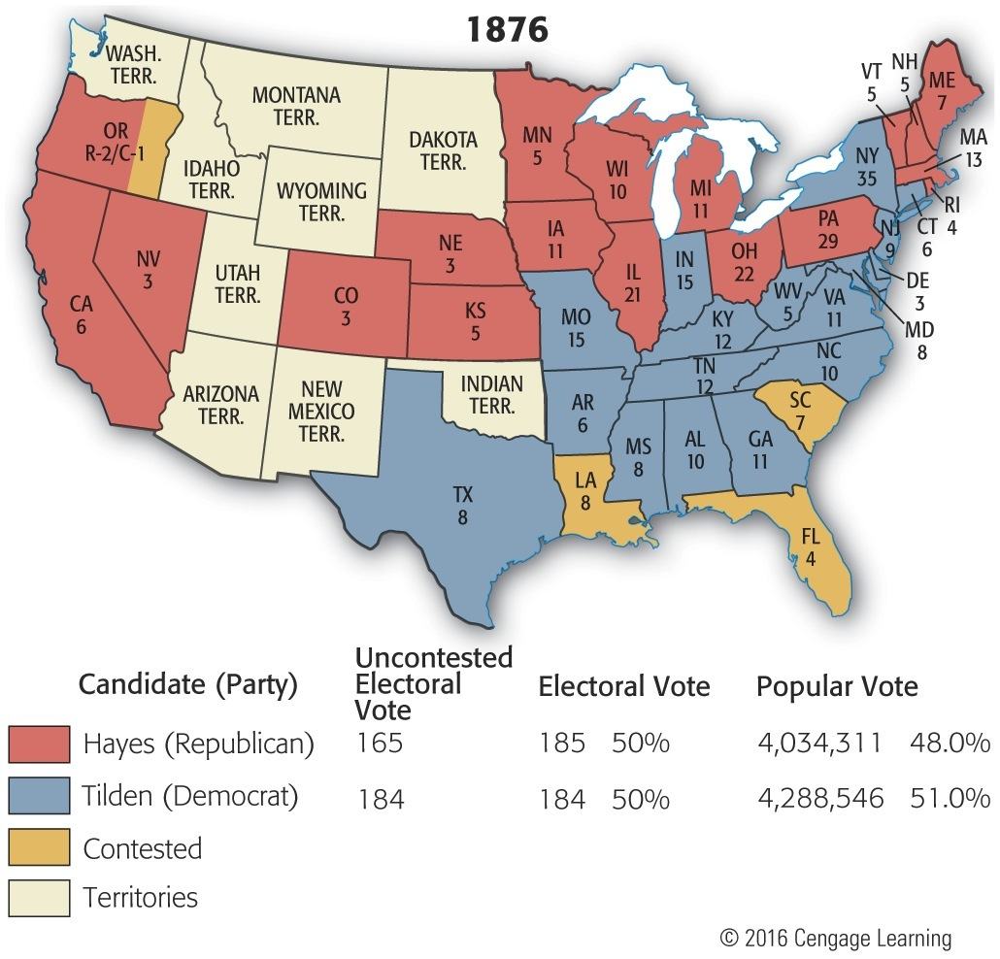 1876
WASH.
TERR.
OR
R-2/C-1
MONTANA
TERR.
IDAHO
TERR.
WYOMING
TERR.
DAKOTA
TERR.
MN
5
WI
10
MI
11
VT
5
NH
5
ME
7
MA
13
NY
35
RI
4
CT
6
PA
29
NJ
9
DE
3
MD
8
CA
6
NV
3
UTAH
TERR.
CO
3
NE
3
KS
5
IA
11
IL
21
IN
15
OH
22
WV
5
VA
11
MO
15
KY
12
TN
12
NC
10
SC
7
ARIZONA
TERR.
NEW
MEXICO
TERR.
INDIAN
TERR.
AR
6
MS
8
AL
10
GA
11
TX
8
LA
8
FL
4
Candidate (Party)
Uncontested
Electoral
Vote
Electoral Vote
Popular Vote
Hayes (Republican) 165 185 50% 4,034,311 48.0%
Tilden (Democrat) 184 184 50% 4,288,546 51.0%
Contested
Territories
© 2016 Cengage Learning